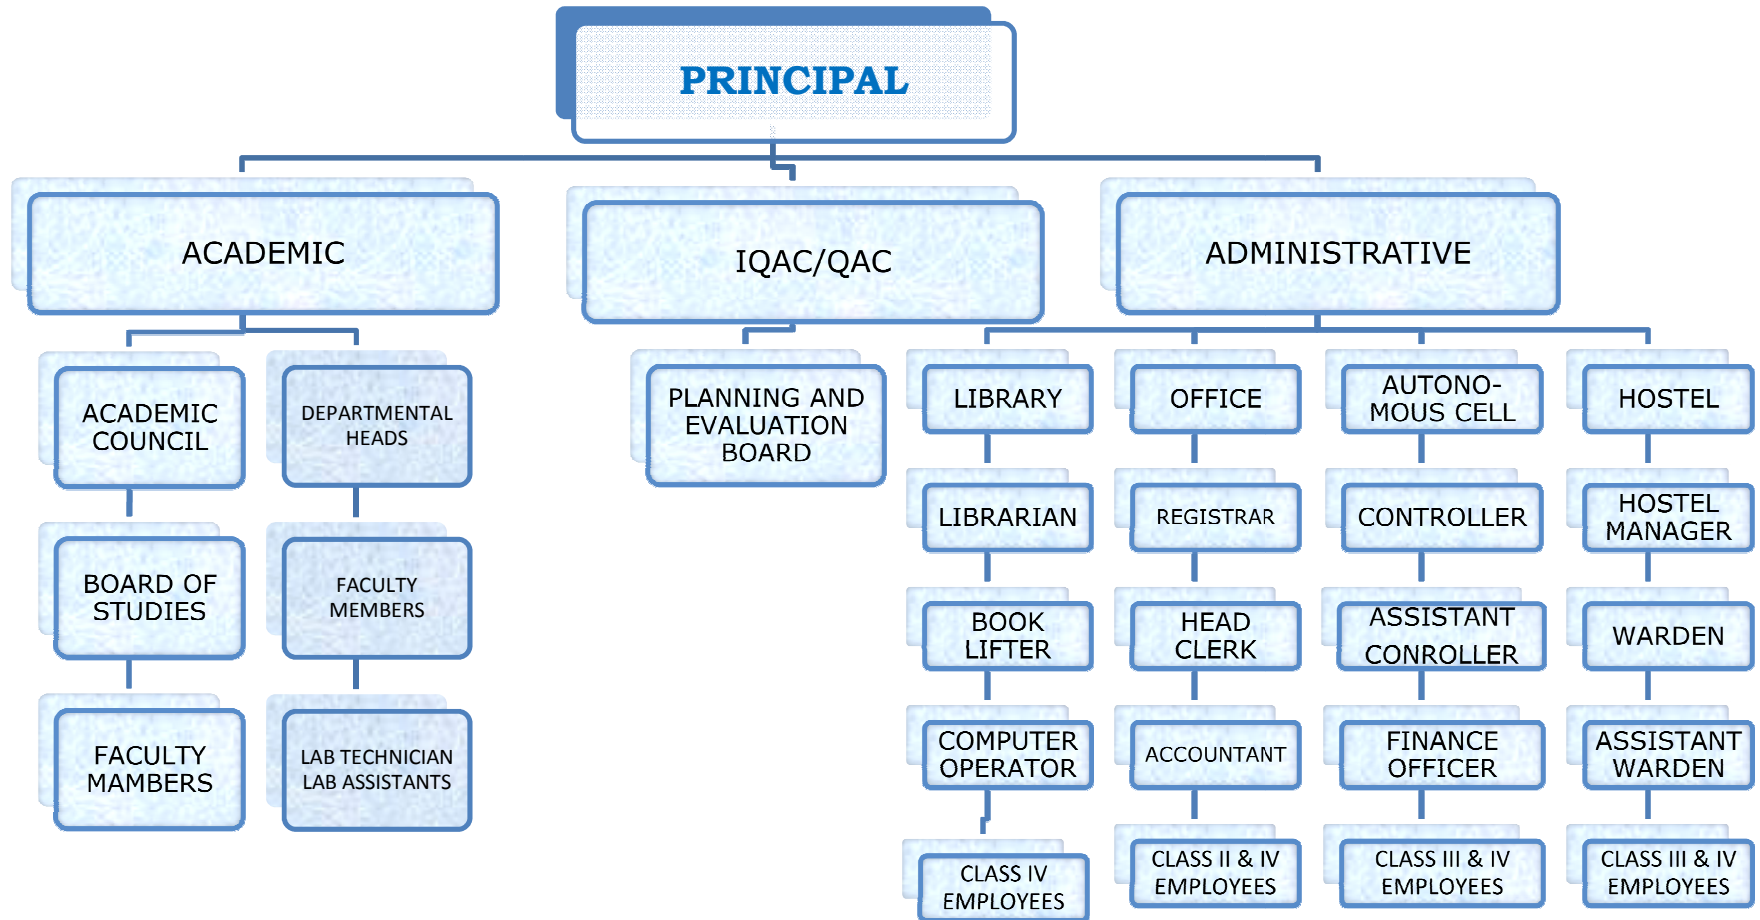 PRINCIPAL
ACADEMIC
IQAC/QAC
ADMINISTRATIVE
ACADEMIC
COUNCIL
DEPARTMENTAL
HEADS
PLANNING AND
EVALUATION
BOARD
LIBRARY
OFFICE
AUTONO-
MOUS CELL
HOSTEL
LIBRARIAN
REGISTRAR
CONTROLLER
HOSTEL
MANAGER
BOARD OF
STUDIES
FACULTY
MEMBERS
BOOK
LIFTER
HEAD
CLERK
ASSISTANT
CONROLLER
WARDEN
FACULTY
MAMBERS
LAB TECHNICIAN
LAB ASSISTANTS
COMPUTER
OPERATOR
ACCOUNTANT
FINANCE
OFFICER
ASSISTANT
WARDEN
CLASS IV
EMPLOYEES
CLASS II & IV
EMPLOYEES
CLASS III & IV
EMPLOYEES
CLASS III & IV
EMPLOYEES